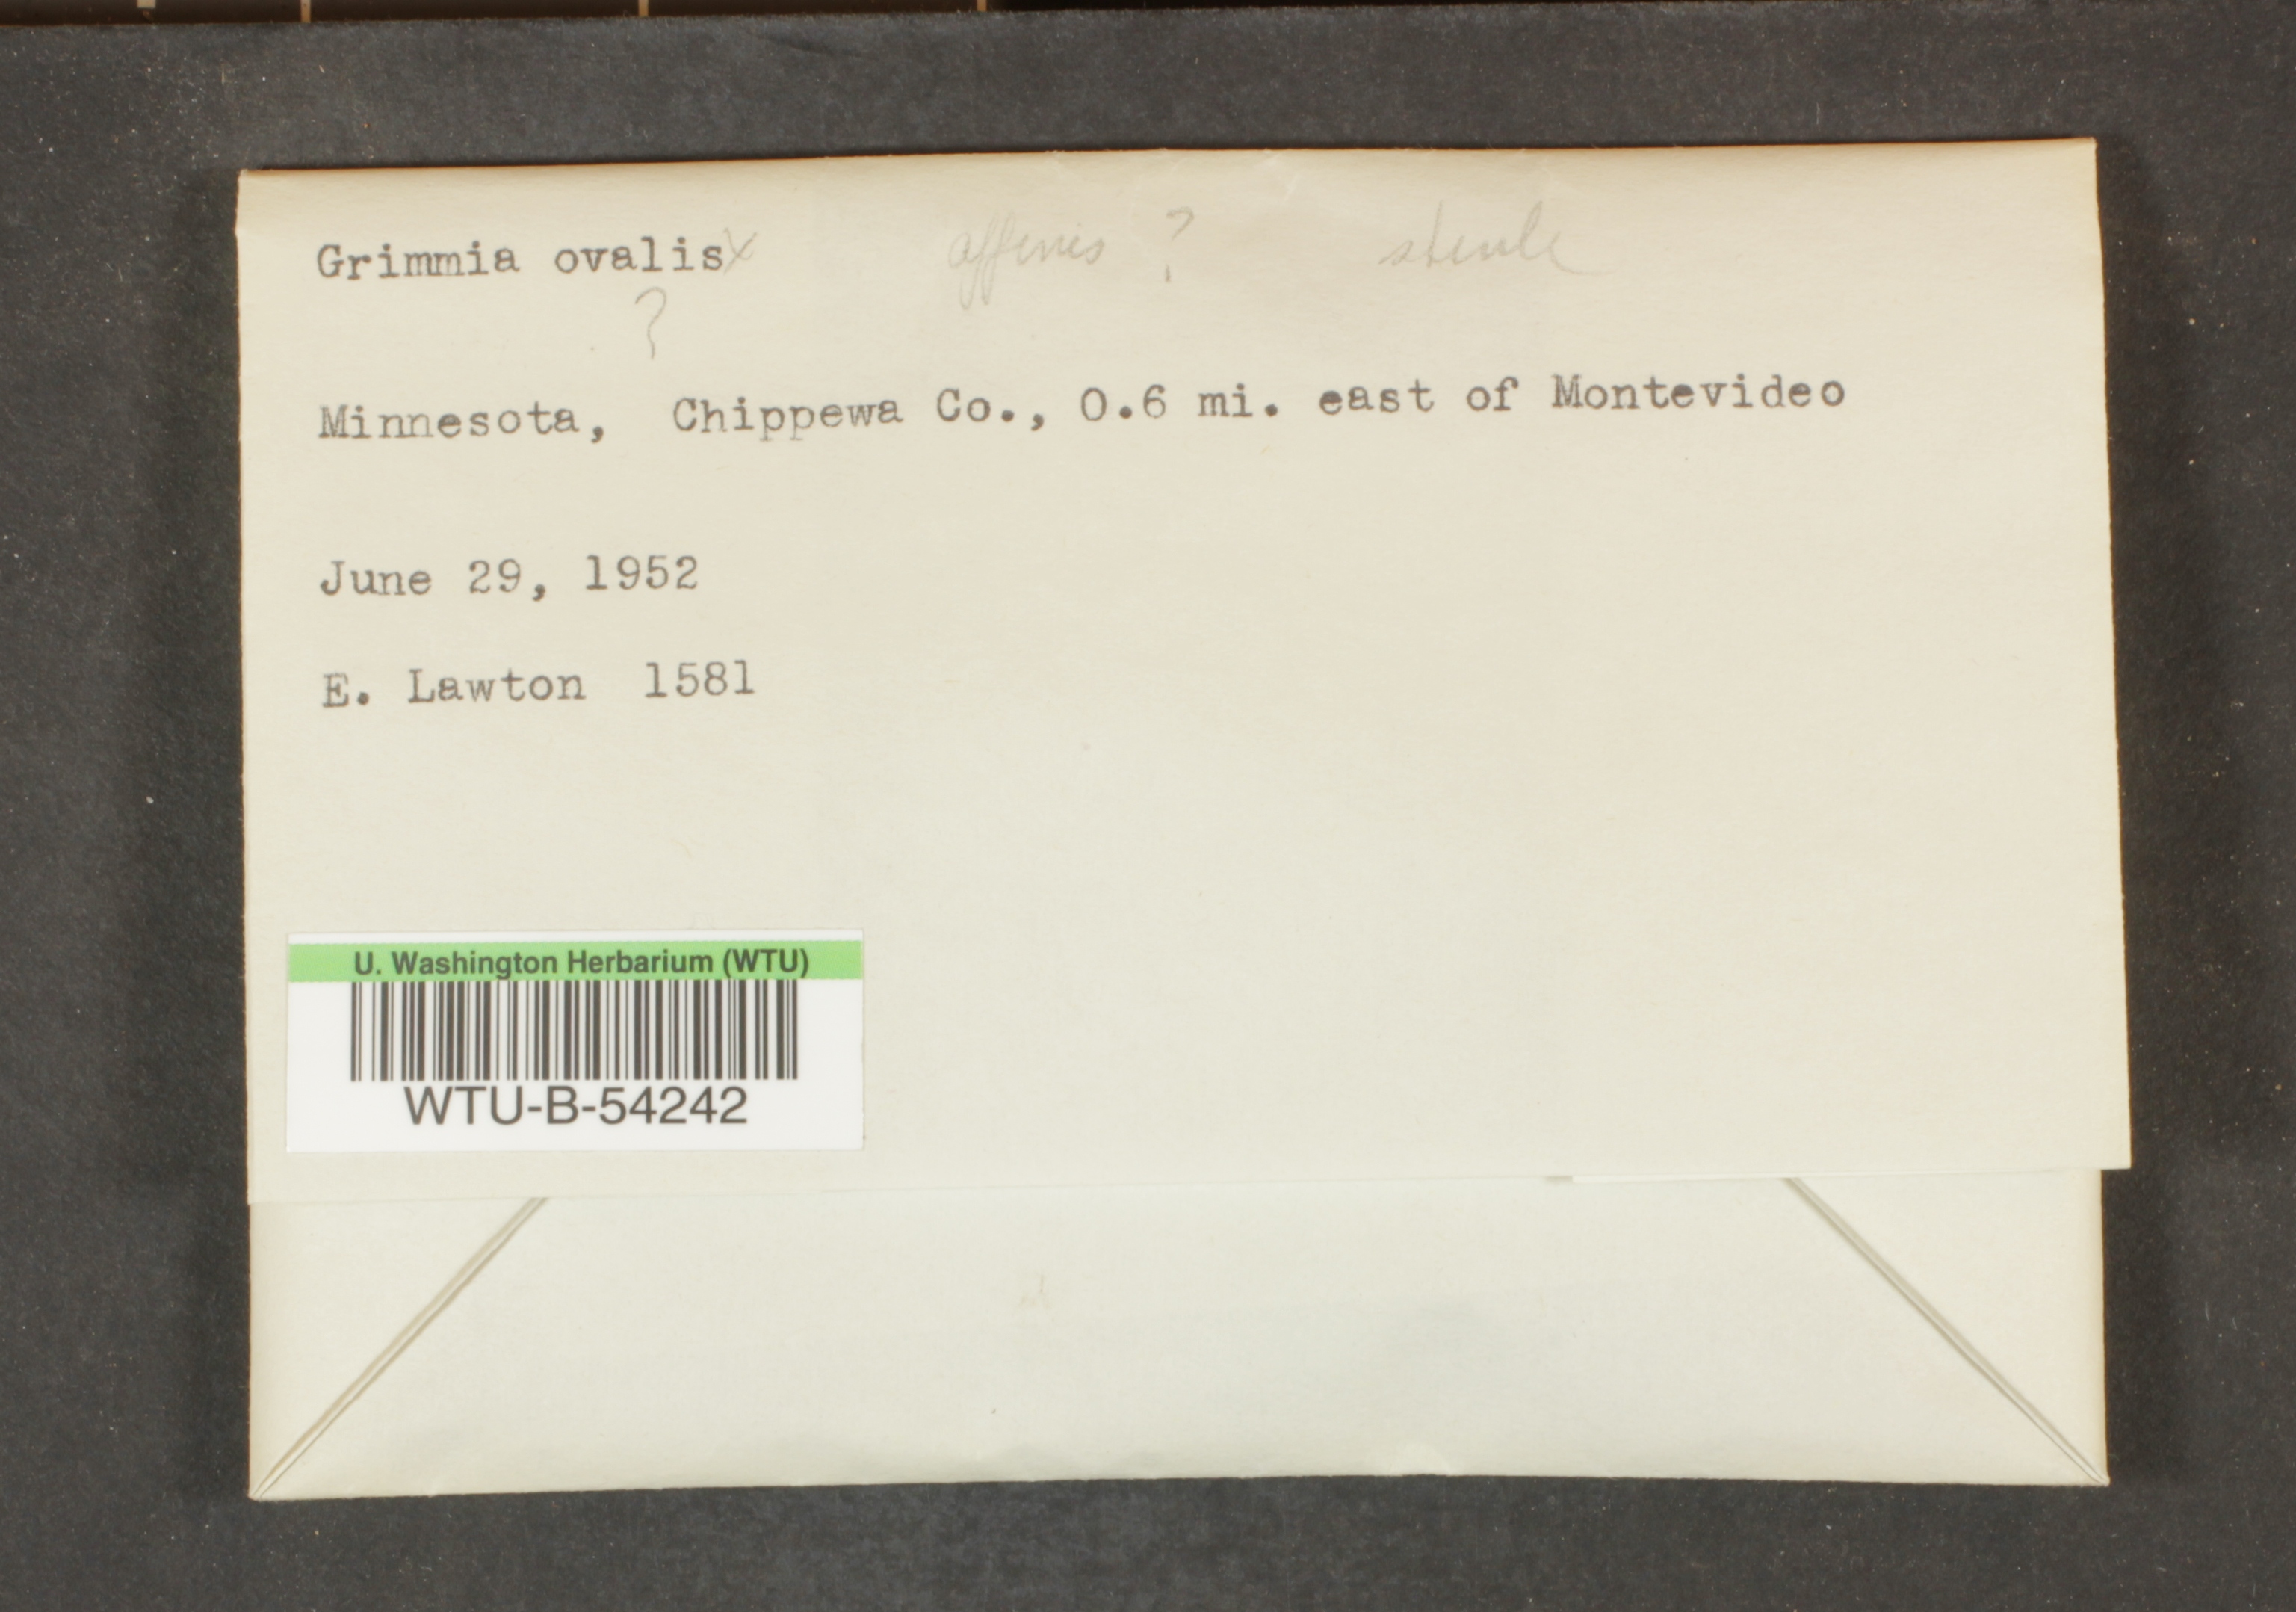 Grimmia ovalis x affinis ? sterile
?
Minnesota, Chippewa Co., 0.6 mi. east of Montevideo
June 29, 1952
E. Lawton 1581
U. Washington Herbarium (WTU)
WTU-B-54242